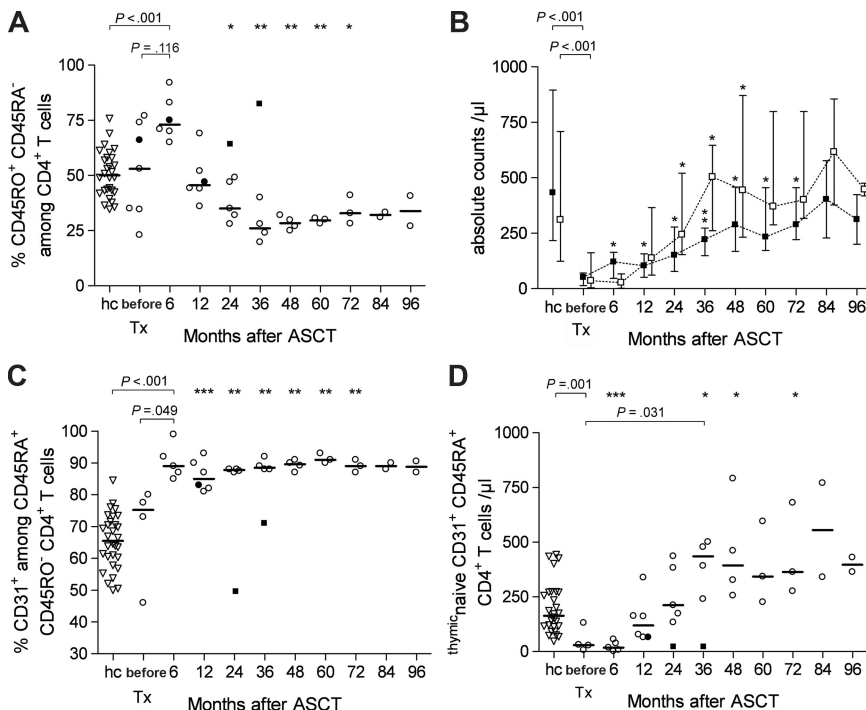 A
P < .001
P = .116
* ** ** ** *
% CD45RO+ CD45RA-
among CD4+ T cells
100
75
50
25
0
hc before 6 12 24 36 48 60 72 84 96
Tx
Months after ASCT
B
P < .001
P < .001
* * * ** * * * * * *
absolute counts /µl
1000
750
500
250
0
hc before 6 12 24 36 48 60 72 84 96
Tx
Months after ASCT
C
P < .001
P = .049
*** ** ** ** ** **
% CD31+ among CD45RA+
CD45RO- CD4+ T cells
100
90
80
70
60
50
40
30
hc before 6 12 24 36 48 60 72 84 96
Tx
Months after ASCT
D
P = .001
*** * * *
P = .031
thymic naive CD31+ CD45RA+
CD4+ T cells /µl
1000
750
500
250
0
hc before 6 12 24 36 48 60 72 84 96
Tx
Months after ASCT